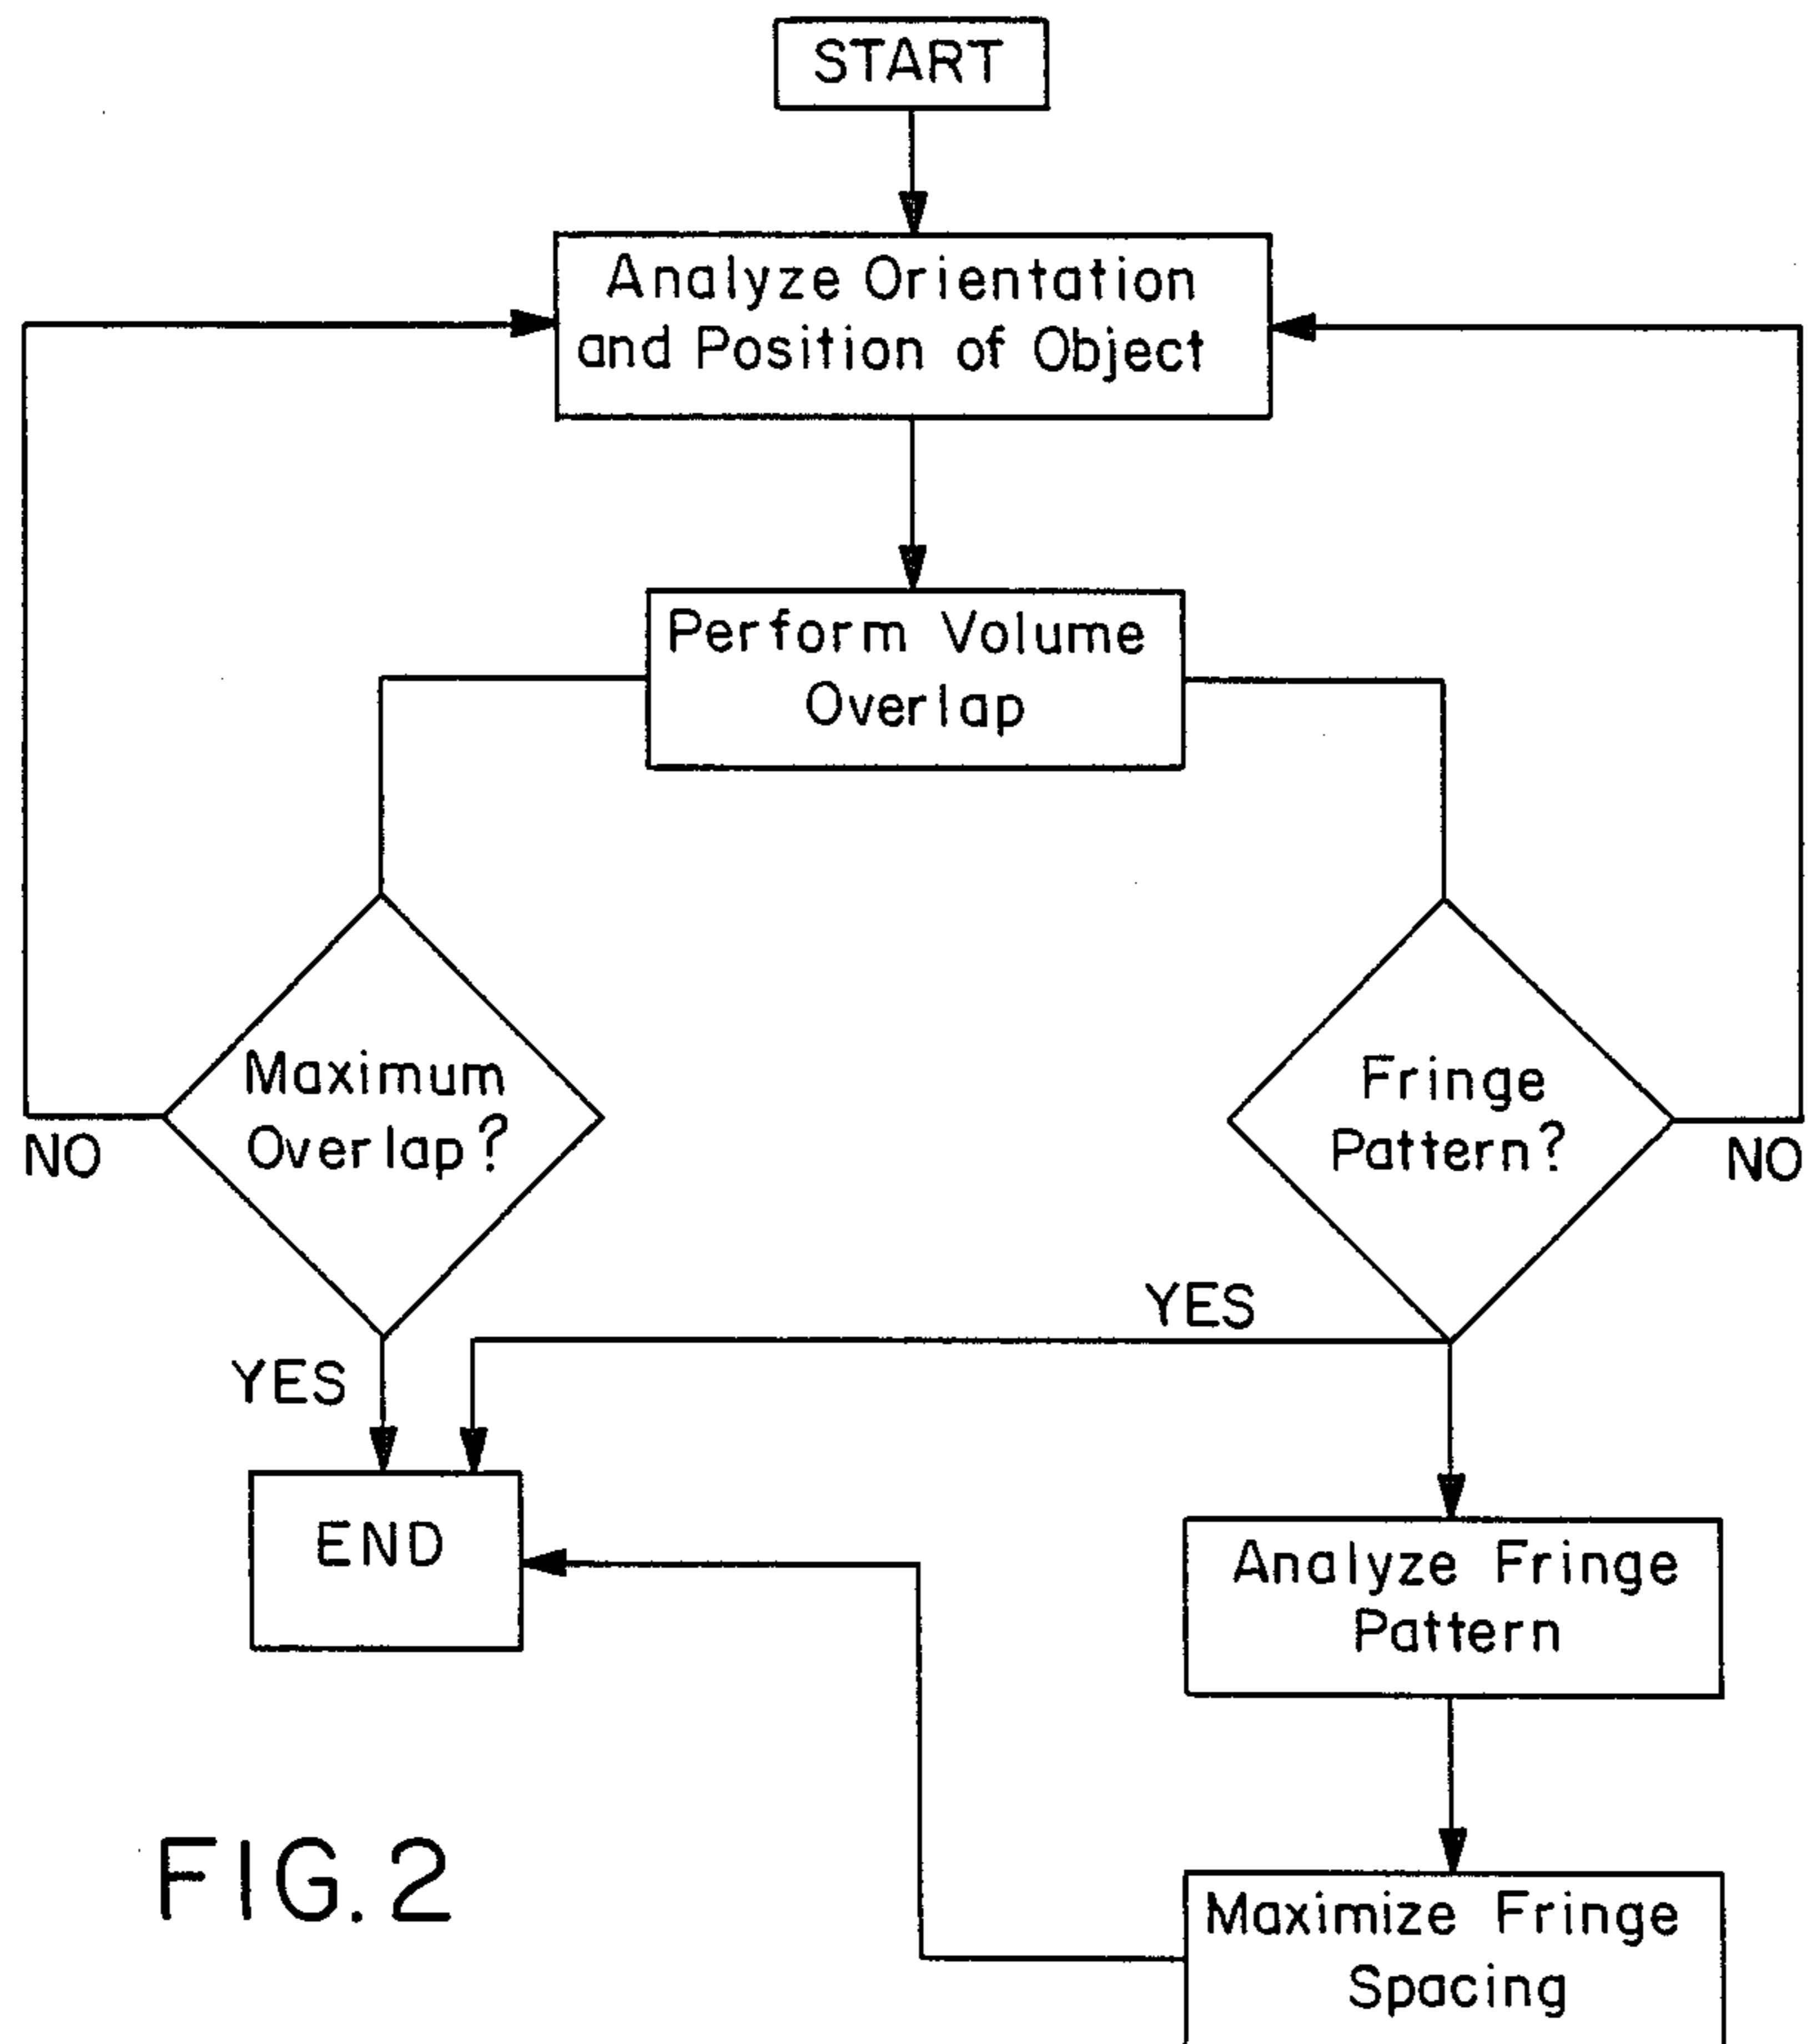 START
Analyze Orientation
and Position of Object
Perform Volume
Overlap
Maximum
Overlap?
NO
Fringe
Pattern?
NO
YES
YES
END
Analyze Fringe
Pattern
Maximize Fringe
Spacing
FIG. 2